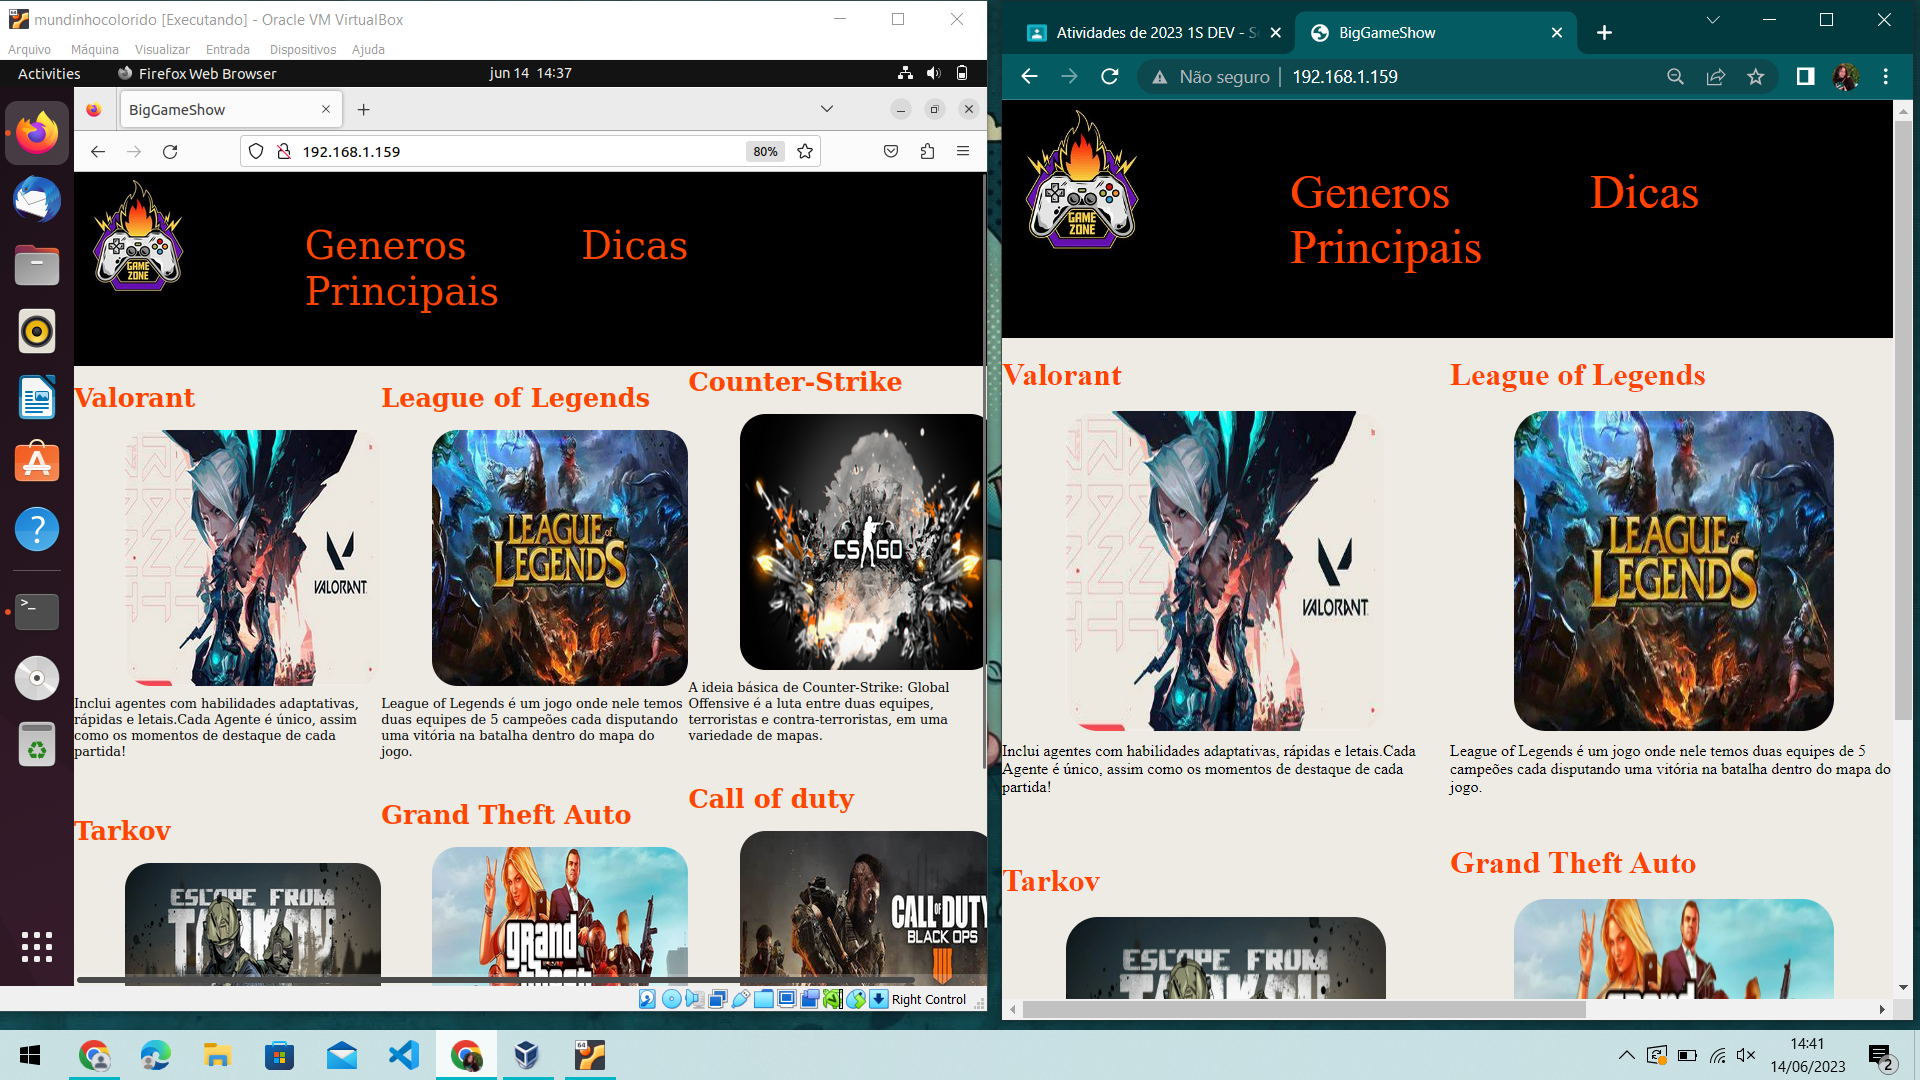 mundinhocolorido [Executando] - Oracle VM VirtualBox
Arquivo Máquina Visualizar Entrada Dispositivos Ajuda
Activities Firefox Web Browser jun 14 14:37
BigGameShow
192.168.1.159 80%
GAME
ZONE
Generos
Principais
Dicas
Valorant
VALORANT
Inclui agentes com habilidades adaptativas,
rápidas e letais.Cada Agente é único, assim
como os momentos de destaque de cada
partida!
League of Legends
LEAGUE of
LEGENDS
League of Legends é um jogo onde nele temos
duas equipes de 5 campeões cada disputando
uma vitória na batalha dentro do mapa do
jogo.
Counter-Strike
CS GO
A ideia básica de Counter-Strike: Global
Offensive é a luta entre duas equipes,
terroristas e contra-terroristas, em uma
variedade de mapas.
Tarkov
ESCAPE FROM
TARKOV
Grand Theft Auto
grand
theft
Call of duty
CALL OF DUTY
BLACK OPS
IIII
Right Control
Atividades de 2023 1S DEV - S
BigGameShow
Não seguro 192.168.1.159
GAME
ZONE
Generos
Principais
Dicas
Valorant
VALORANT
Inclui agentes com habilidades adaptativas, rápidas e letais.Cada
Agente é único, assim como os momentos de destaque de cada
partida!
League of Legends
LEAGUE of
LEGENDS
League of Legends é um jogo onde nele temos duas equipes de 5
campeões cada disputando uma vitória na batalha dentro do mapa do
jogo.
Tarkov
ESCAPE FROM
Grand Theft Auto
64
14:41
14/06/2023
2